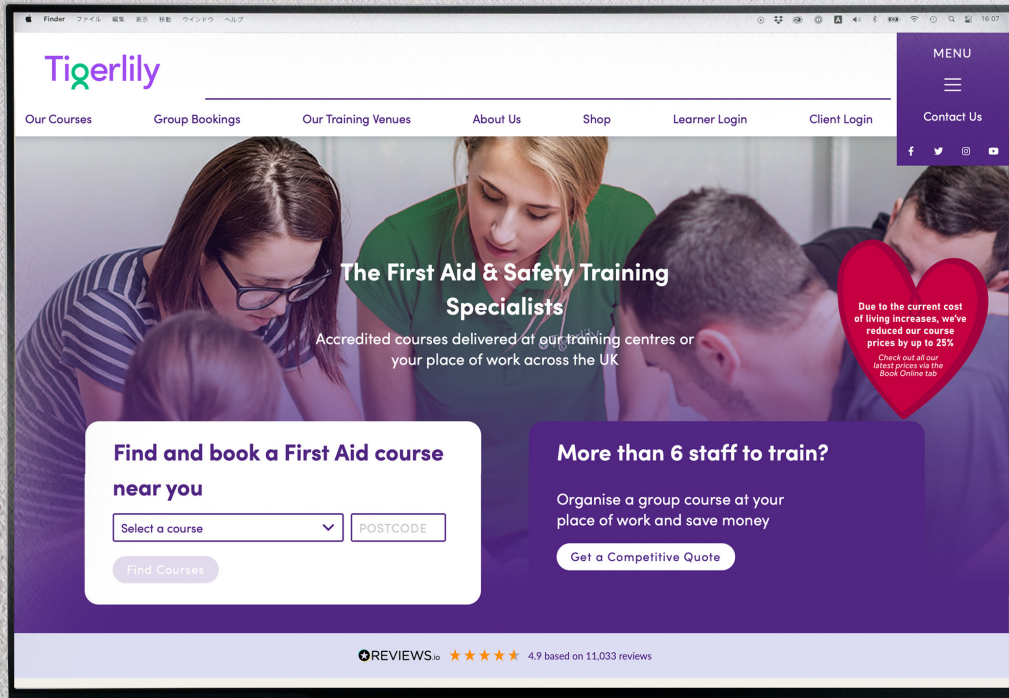 Finder ファイル 編集 表示 移動 ウインドウ ヘルプ
16:07
Tigerlily
MENU
Contact Us
Our Courses Group Bookings Our Training Venues About Us Shop Learner Login Client Login
The First Aid & Safety Training
Specialists
Accredited courses delivered at our training centres or
your place of work across the UK
Tigerlily
Due to the current cost
of living increases, we've
reduced our course
prices by up to 25%
Check out all our
latest prices via the
Book Online tab
Find and book a First Aid course
near you
Select a course
POSTCODE
Find Courses
More than 6 staff to train?
Organise a group course at your
place of work and save money
Get a Competitive Quote
REVIEWS.io 4.9 based on 11,033 reviews